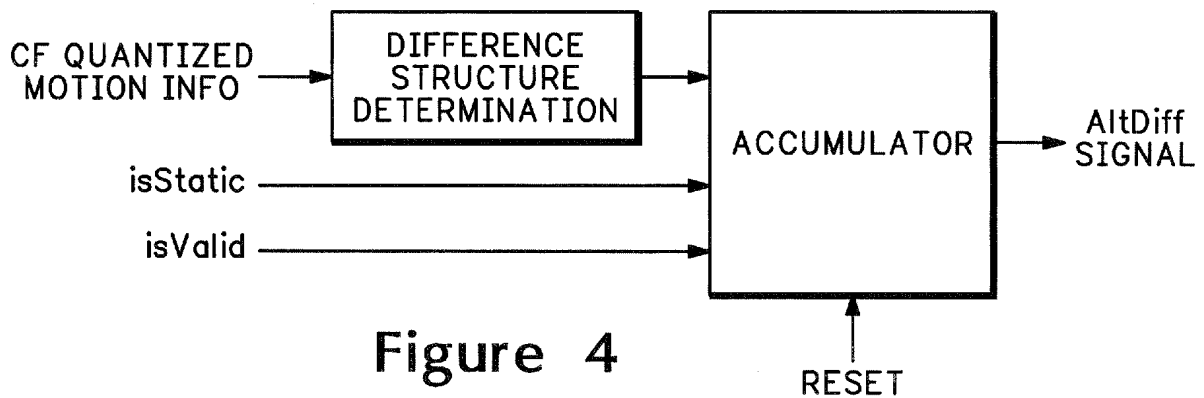 CF QUANTIZED
MOTION INFO
DIFFERENCE
STRUCTURE
DETERMINATION
ACCUMULATOR
AltDiff
SIGNAL
isStatic
isValid
Figure 4
RESET